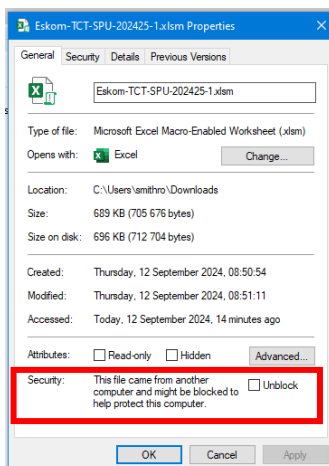 Eskom-TCT-SPU-202425-1.xlsm Properties
General Security Details Previous Versions
Eskom-TCT-SPU-202425-1.xlsm
Type of file: Microsoft Excel Macro-Enabled Worksheet (.xlsm)
Opens with: Excel Change...
Location: C:\Users\smithro\Downloads
Size: 689 KB (705 676 bytes)
Size on disk: 696 KB (712 704 bytes)
Created: Thursday, 12 September 2024, 08:50:54
Modified: Thursday, 12 September 2024, 08:51:11
Accessed: Today, 12 September 2024, 14 minutes ago
Attributes: Read-only Hidden Advanced...
Security: This file came from another Unblock
computer and might be blocked to
help protect this computer.
OK Cancel Apply